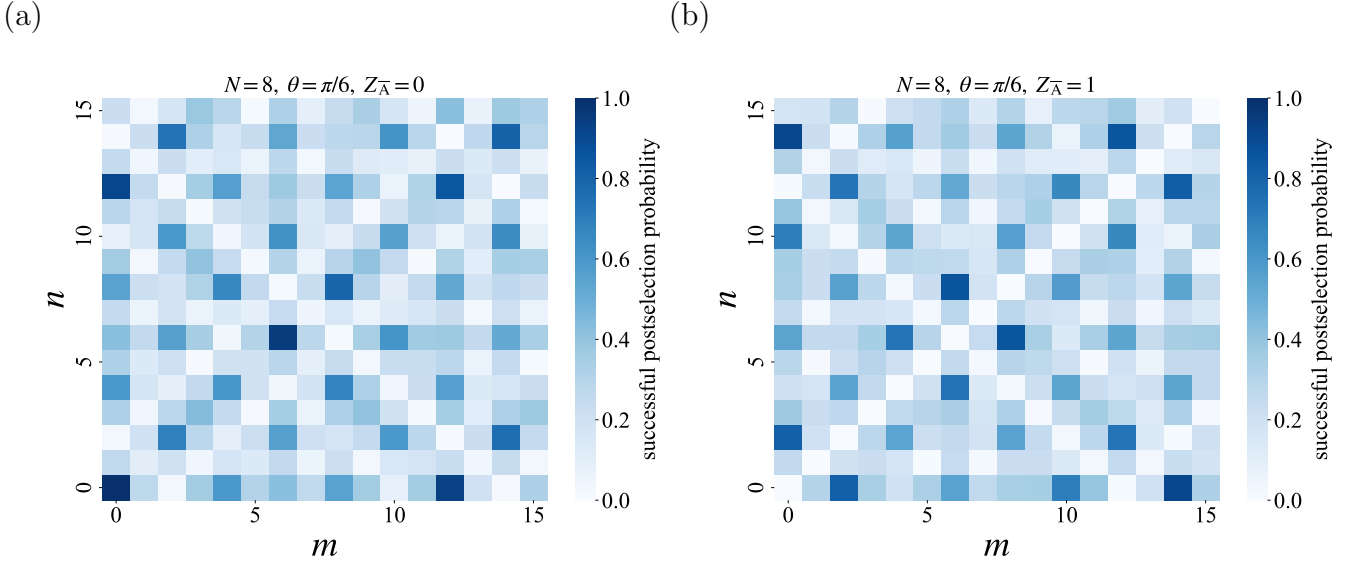 (a)
N=8, θ=π/6, Z_A̅=0
15
10
5
0
n
0 5 10 15
m
1.0
0.8
0.6
0.4
0.2
0.0
successful postselection probability
(b)
N=8, θ=π/6, Z_A̅=1
15
10
5
0
n
0 5 10 15
m
1.0
0.8
0.6
0.4
0.2
0.0
successful postselection probability